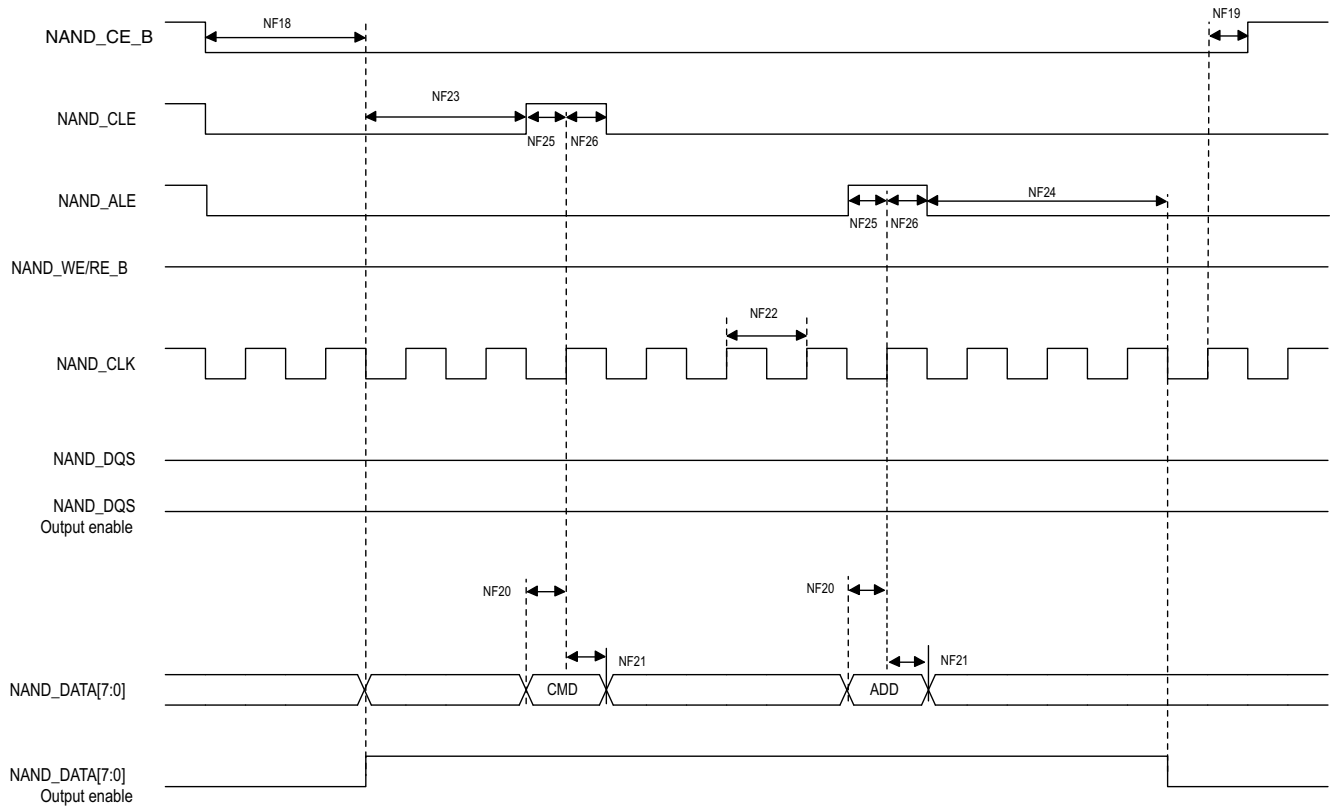 NF18
NF19
NAND_CE_B
NF23
NAND_CLE
NF25
NF26
NAND_ALE
NF24
NF25
NF26
NAND_WE/RE_B
NF22
NAND_CLK
NAND_DQS
NAND_DQS
Output enable
NF20
NF20
NF21
NF21
NAND_DATA[7:0]
CMD
ADD
NAND_DATA[7:0]
Output enable